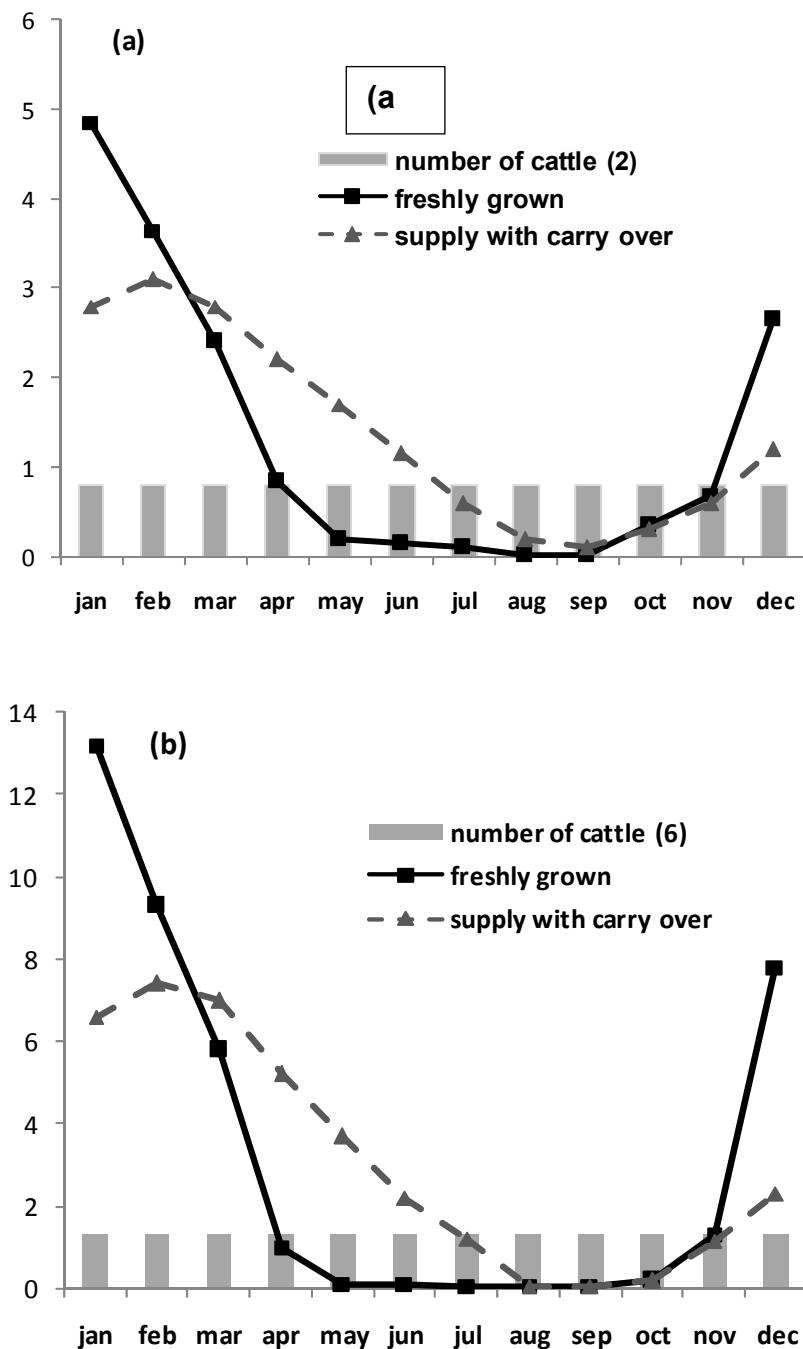 6
(a)
(a
5
number of cattle (2)
freshly grown
4
supply with carry over
3
2
1
0
jan feb mar apr may jun jul aug sep oct nov dec
14
(b)
12
number of cattle (6)
10
freshly grown
supply with carry over
8
6
4
2
0
jan feb mar apr may jun jul aug sep oct nov dec